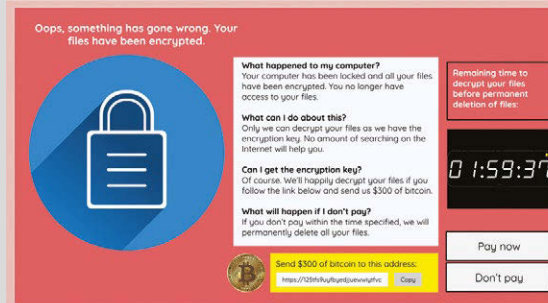 Oops, something has gone wrong. Your
files have been encrypted.
What happened to my computer?
Your computer has been locked and all your files
have been encrypted. You no longer have
access to your files.
What can I do about this?
Only we can decrypt your files as we have the
encryption key. No amount of searching on the
Internet will help you.
Can I get the encryption key?
Of course. We'll happily decrypt your files if you
follow the link below and send us $300 of bitcoin.
What will happen if I don't pay?
If you don't pay within the time specified, we will
permanently delete all your files.
Send $300 of bitcoin to this address:
Copy
Remaining time to
decrypt your files
before permanent
deletion of files:
01:59:37
Pay now
Don't pay